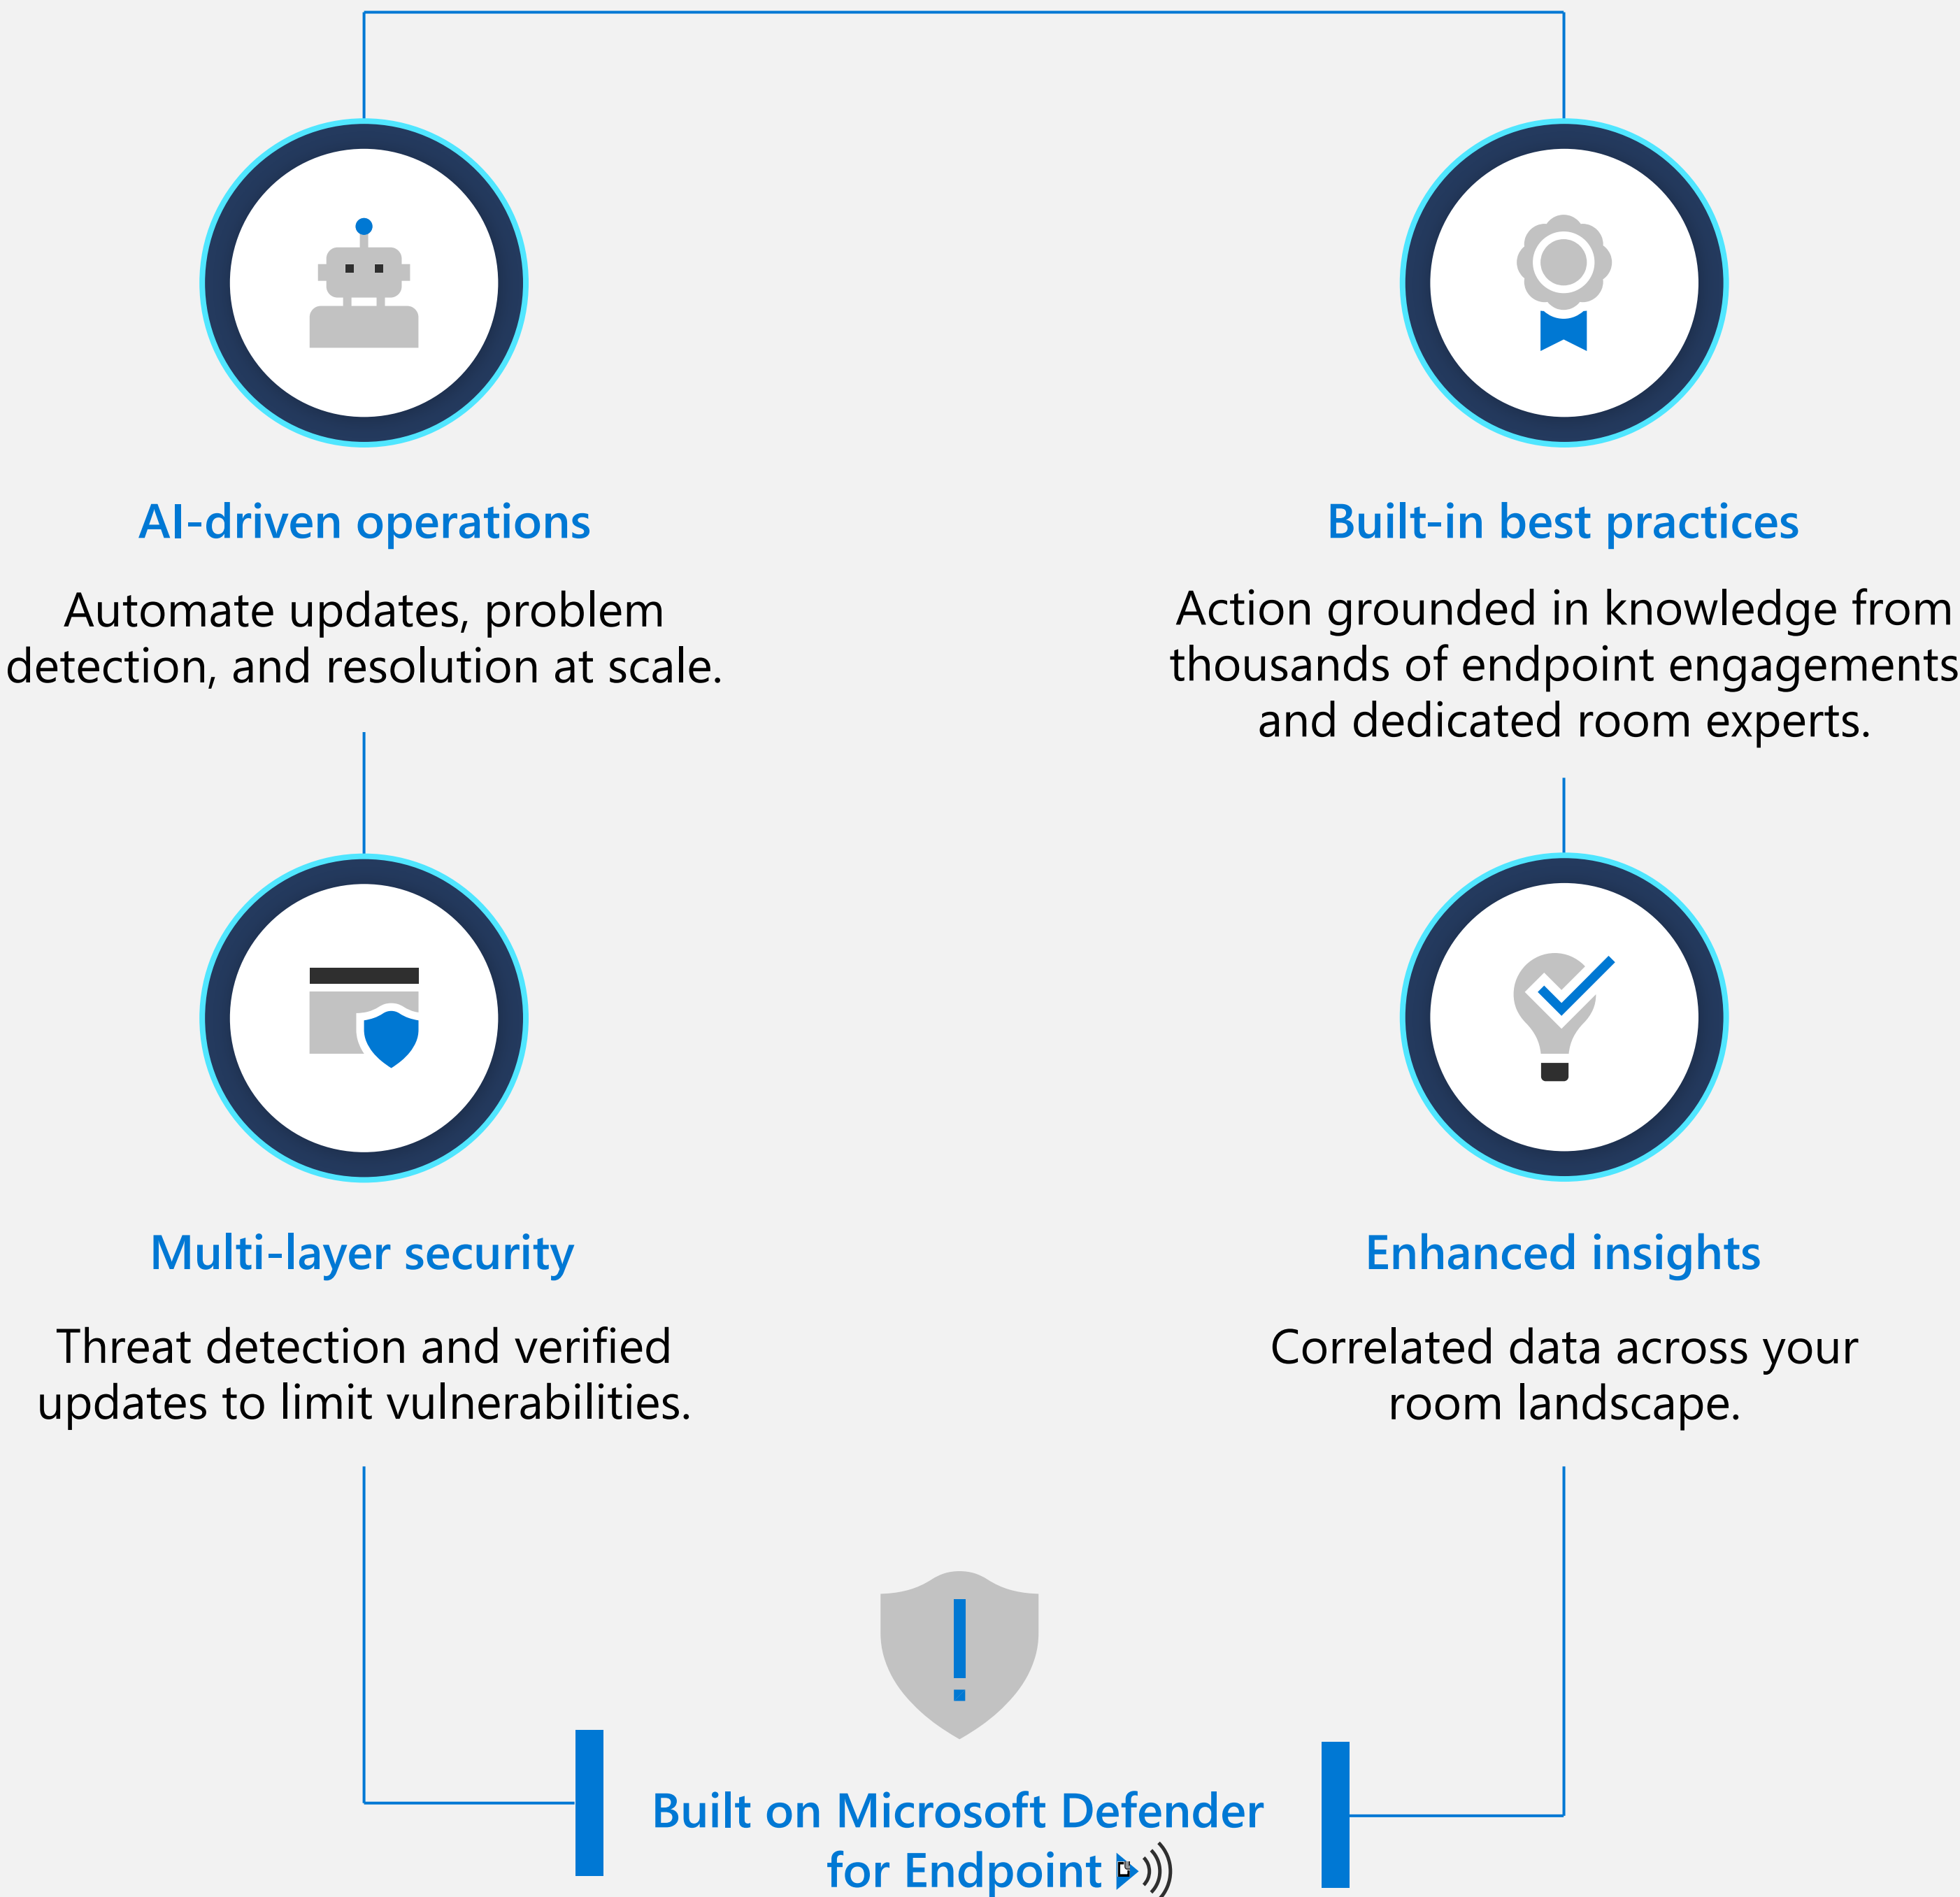 AI-driven operations
Automate updates, problem
detection, and resolution at scale.
Built-in best practices
Action grounded in knowledge from
thousands of endpoint engagements
and dedicated room experts.
Multi-layer security
Threat detection and verified
updates to limit vulnerabilities.
Enhanced insights
Correlated data across your
room landscape.
Built on Microsoft Defender
for Endpoint